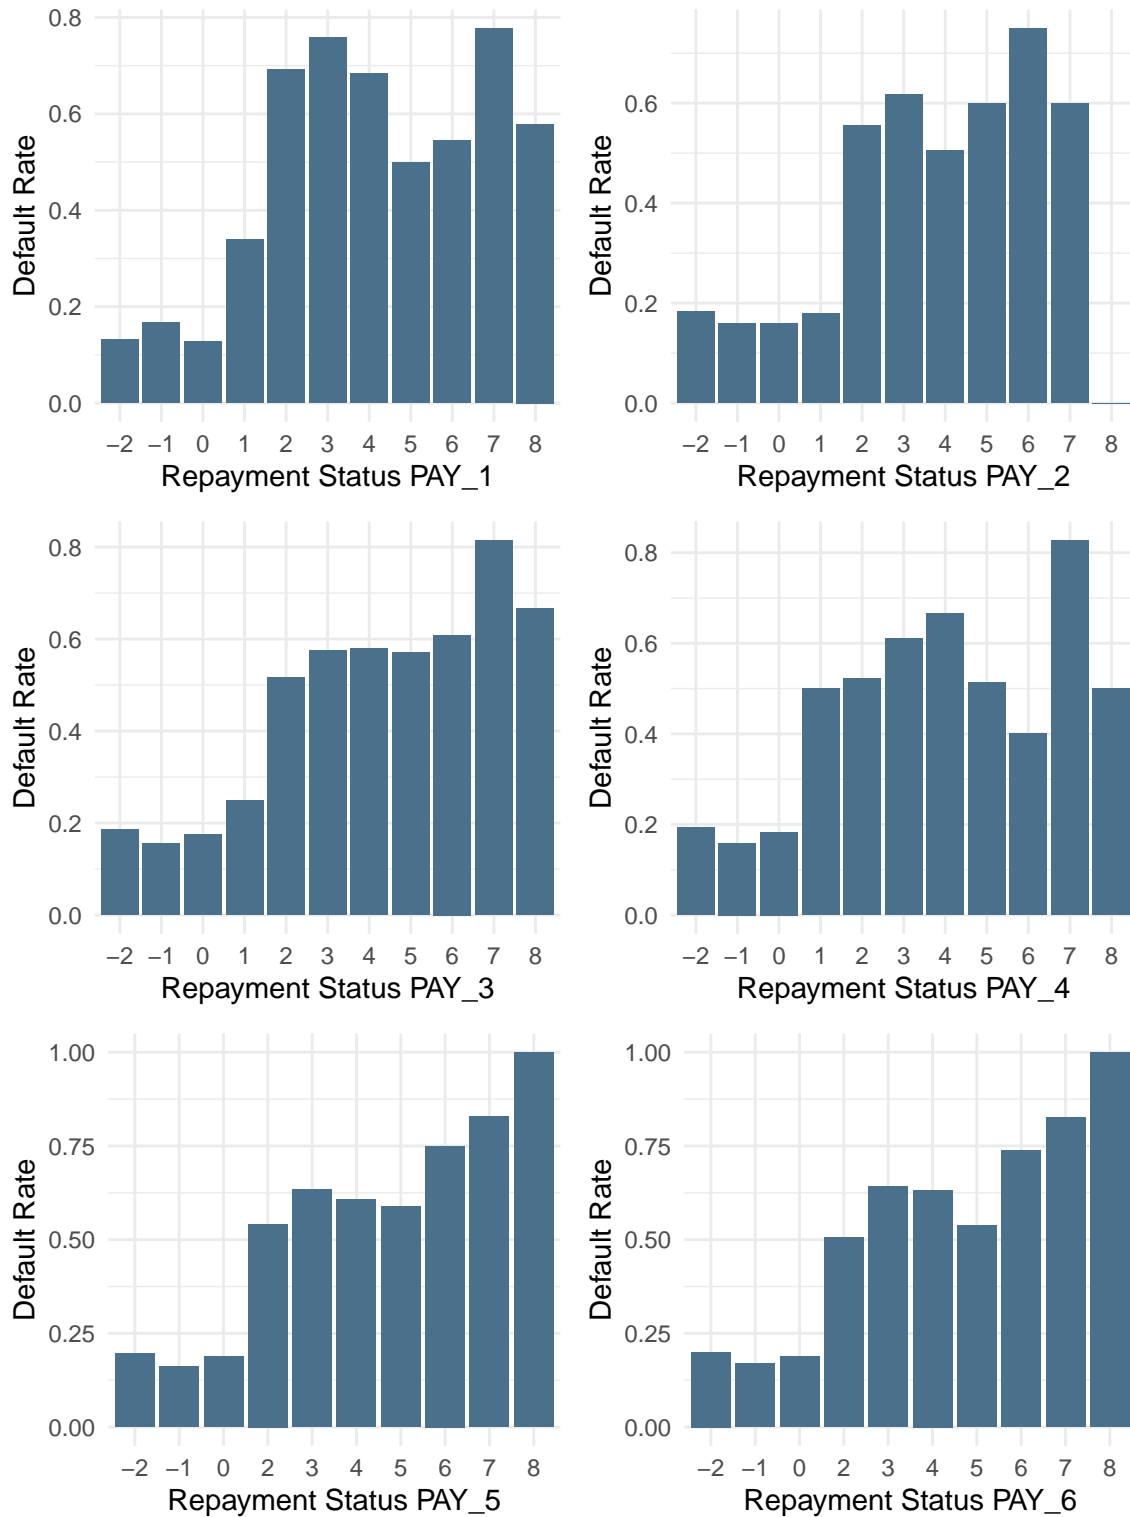 0.8
0.6
0.4
0.2
0.0
Default Rate
−2 −1 0 1 2 3 4 5 6 7 8
Repayment Status PAY_1
0.6
0.4
0.2
0.0
Default Rate
−2 −1 0 1 2 3 4 5 6 7 8
Repayment Status PAY_2
0.8
0.6
0.4
0.2
0.0
Default Rate
−2 −1 0 1 2 3 4 5 6 7 8
Repayment Status PAY_3
0.8
0.6
0.4
0.2
0.0
Default Rate
−2 −1 0 1 2 3 4 5 6 7 8
Repayment Status PAY_4
1.00
0.75
0.50
0.25
0.00
Default Rate
−2 −1 0 2 3 4 5 6 7 8
Repayment Status PAY_5
1.00
0.75
0.50
0.25
0.00
Default Rate
−2 −1 0 2 3 4 5 6 7 8
Repayment Status PAY_6